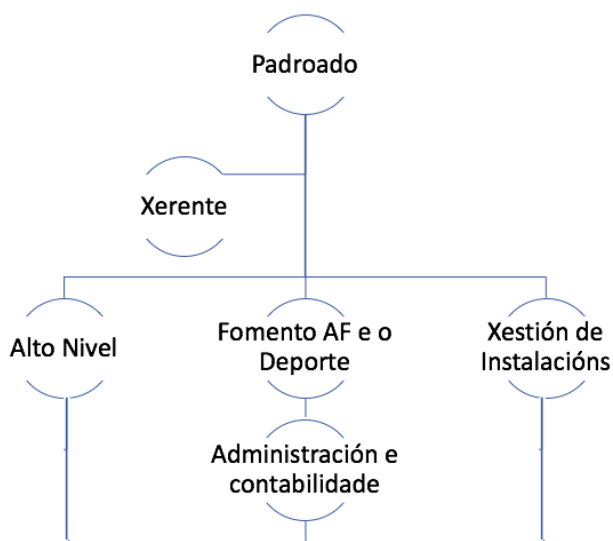 Padroado
Xerente
Alto Nivel
Fomento AF e o
Deporte
Xestión de
Instalacións
Administración e
contabilidade